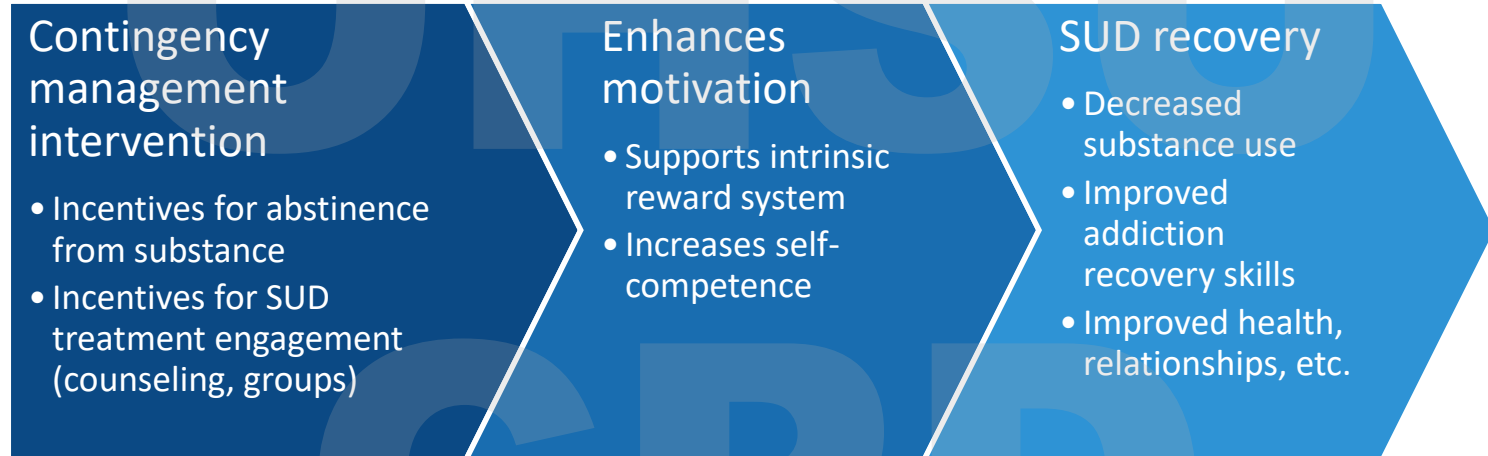 Contingency
management
intervention
• Incentives for abstinence
from substance
• Incentives for SUD
treatment engagement
(counseling, groups)
Enhances
motivation
• Supports intrinsic
reward system
• Increases self-
competence
SUD recovery
• Decreased
substance use
• Improved
addiction
recovery skills
• Improved health,
relationships, etc.